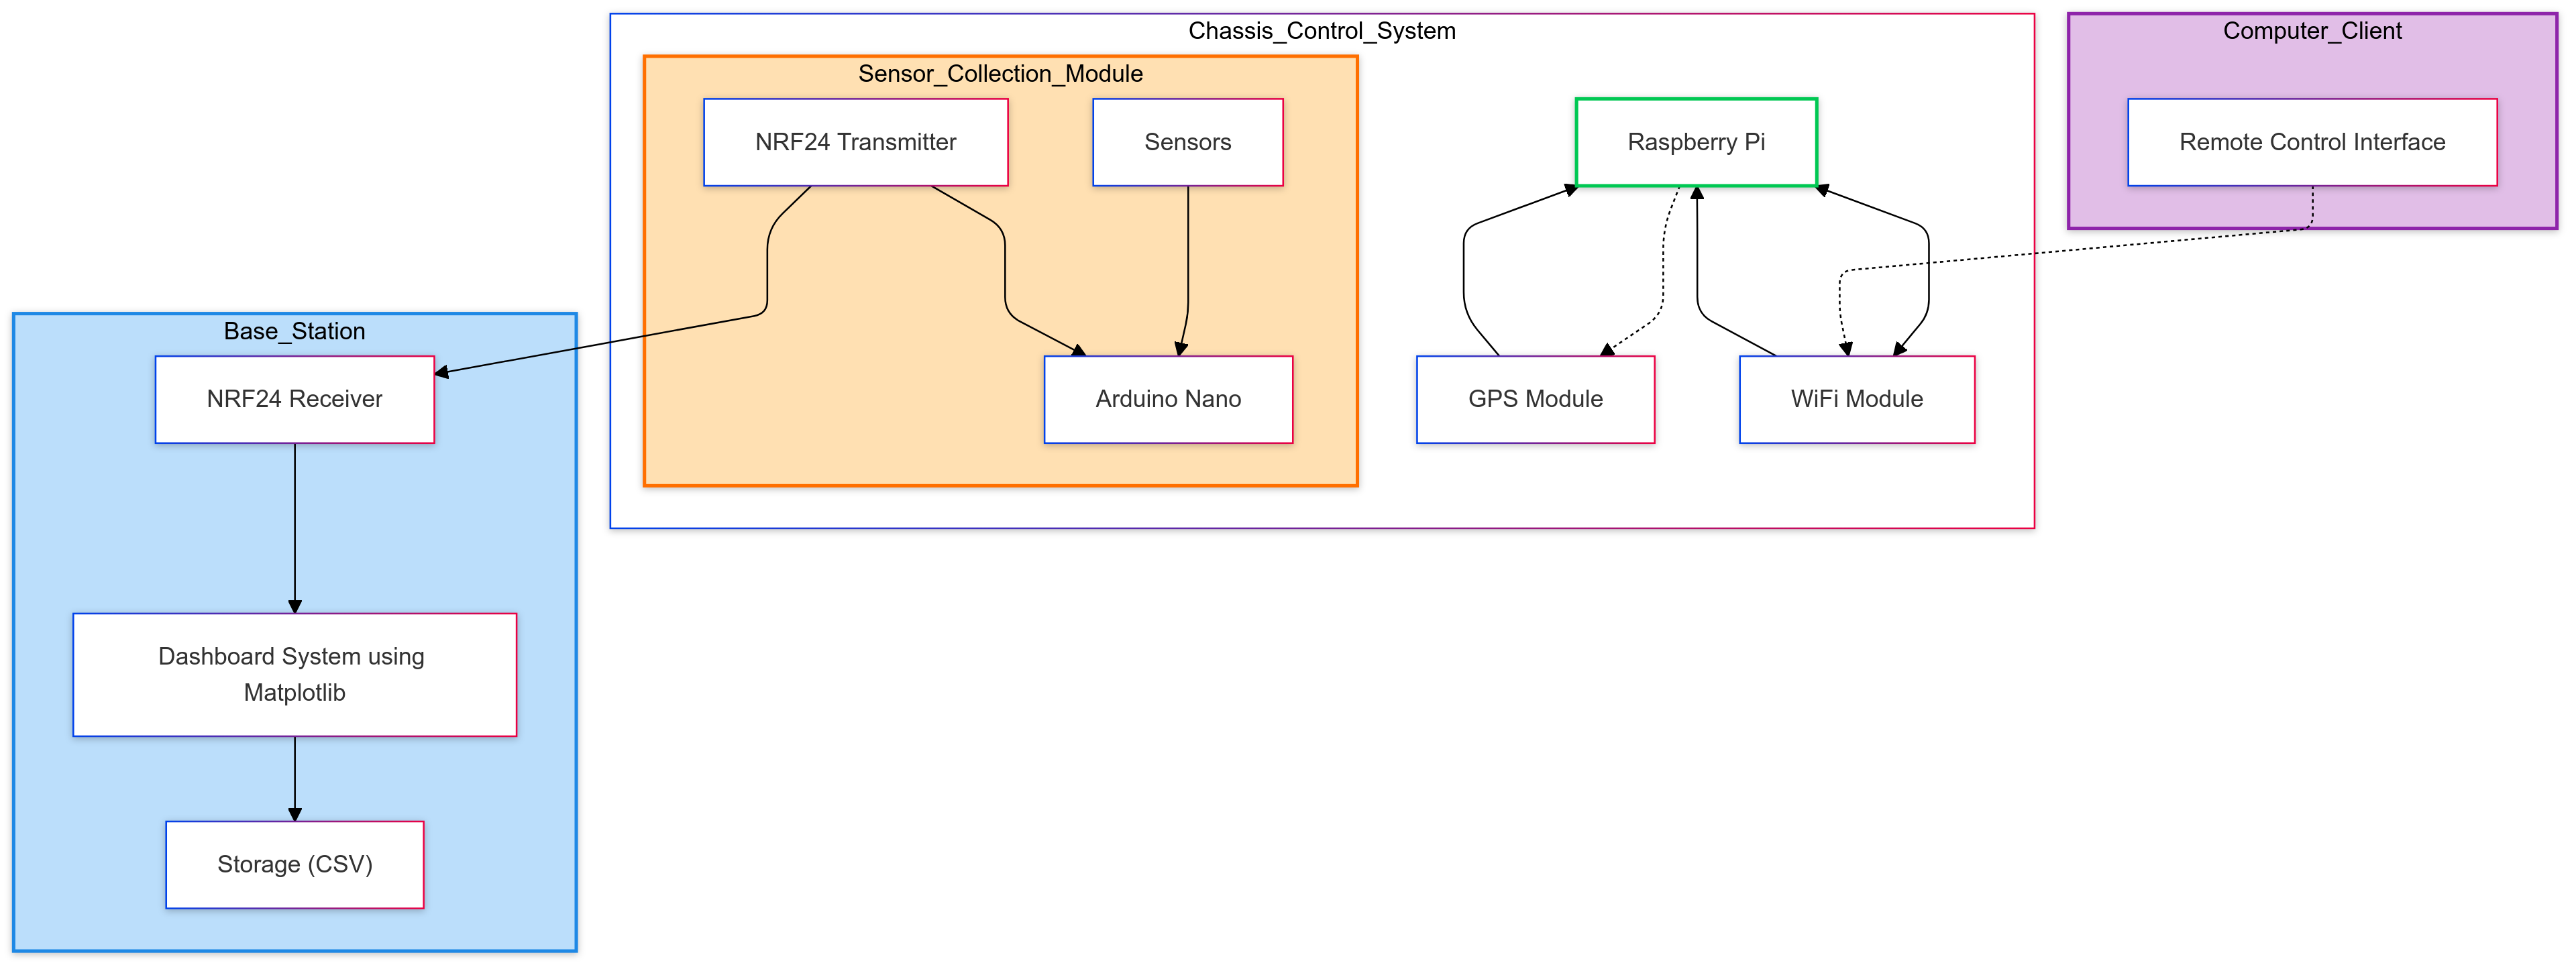 Chassis_Control_System
Computer_Client
Sensor_Collection_Module
NRF24 Transmitter
Sensors
Raspberry Pi
Remote Control Interface
Base_Station
NRF24 Receiver
Arduino Nano
GPS Module
WiFi Module
Dashboard System using
Matplotlib
Storage (CSV)